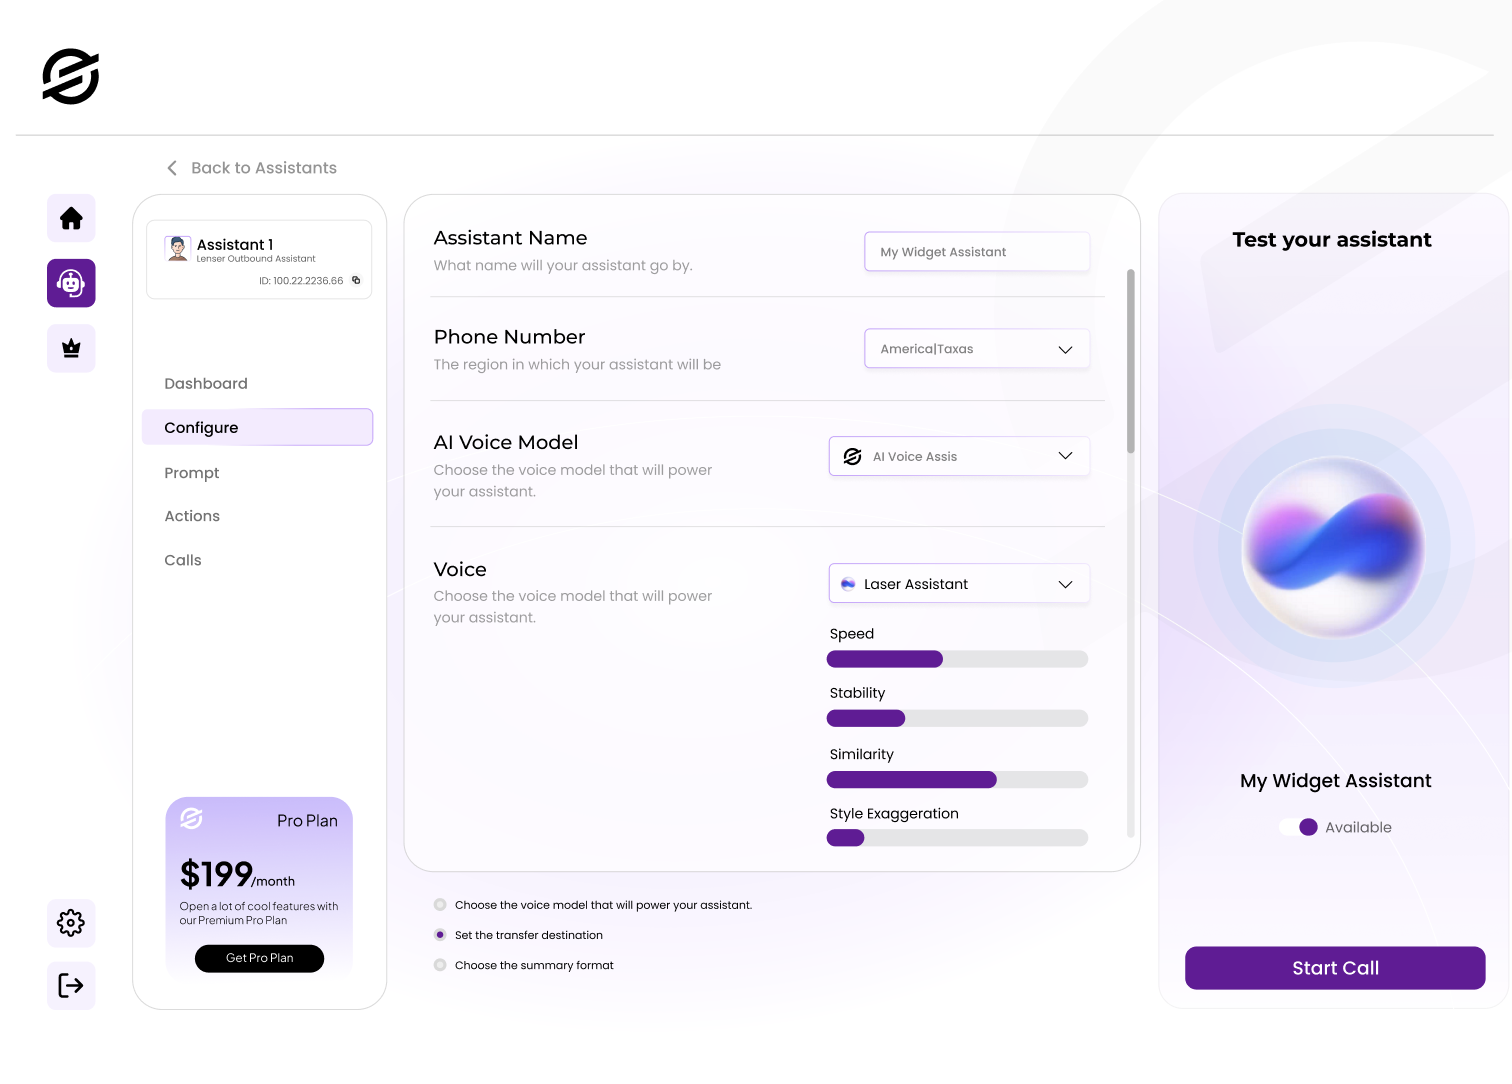 Back to Assistants
Assistant 1
Lenser Outbound Assistant
ID: 100.22.2236.66
Dashboard
Configure
Prompt
Actions
Calls
Pro Plan
$199/month
Open a lot of cool features with
our Premium Pro Plan
Get Pro Plan
Assistant Name
What name will your assistant go by.
My Widget Assistant
Phone Number
The region in which your assistant will be
America|Taxas
AI Voice Model
Choose the voice model that will power
your assistant.
AI Voice Assis
Voice
Choose the voice model that will power
your assistant.
Laser Assistant
Speed
Stability
Similarity
Style Exaggeration
Choose the voice model that will power your assistant.
Set the transfer destination
Choose the summary format
Test your assistant
My Widget Assistant
Available
Start Call